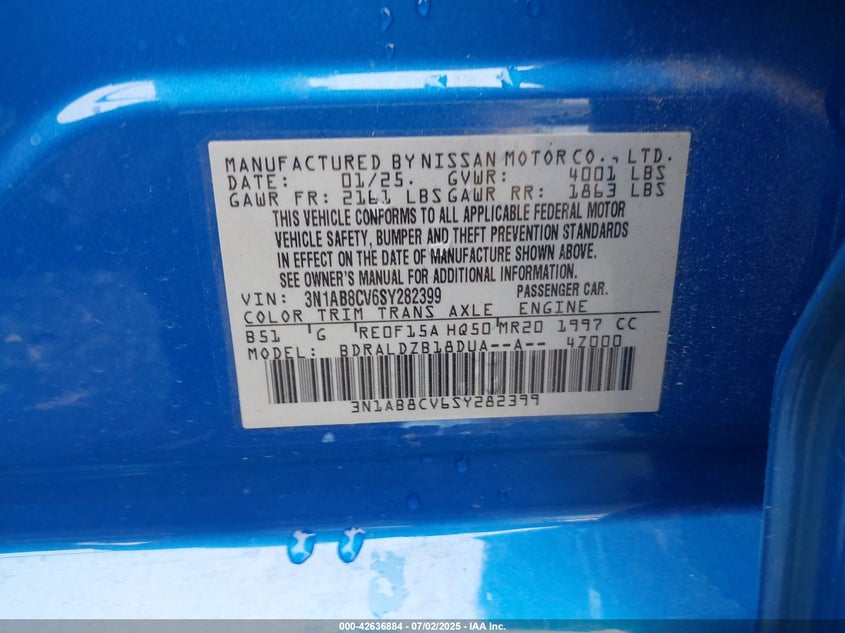 MANUFACTURED BY NISSAN MOTOR CO., LTD.
DATE: 01/25. GVWR: 4001 LBS
GAWR FR: 2161 LBS GAWR RR: 1863 LBS
THIS VEHICLE CONFORMS TO ALL APPLICABLE FEDERAL MOTOR
VEHICLE SAFETY, BUMPER AND THEFT PREVENTION STANDARDS
IN EFFECT ON THE DATE OF MANUFACTURE SHOWN ABOVE.
SEE OWNER'S MANUAL FOR ADDITIONAL INFORMATION.
VIN: 3N1AB8CV6SY282399 PASSENGER CAR.
COLOR TRIM TRANS AXLE ENGINE
B51 G RE0F15A HQ50 MR20 1997 CC
MODEL: BDRALDZB18DUA--A-- 4Z000
3N1AB8CV6SY282399
000-42636884 | 07/02/2025 - IAA Inc.